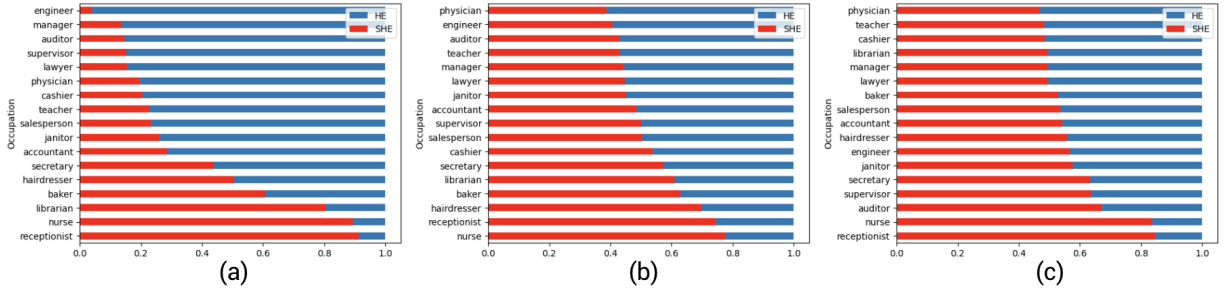 engineer
manager
auditor
supervisor
lawyer
physician
cashier
teacher
salesperson
janitor
accountant
secretary
hairdresser
baker
librarian
nurse
receptionist
Occupation
HE
SHE
0.0 0.2 0.4 0.6 0.8 1.0
(a)
physician
engineer
auditor
teacher
manager
lawyer
janitor
accountant
supervisor
salesperson
cashier
secretary
librarian
baker
hairdresser
receptionist
nurse
Occupation
HE
SHE
0.0 0.2 0.4 0.6 0.8 1.0
(b)
physician
teacher
cashier
librarian
manager
lawyer
baker
salesperson
accountant
hairdresser
engineer
janitor
secretary
supervisor
auditor
nurse
receptionist
Occupation
HE
SHE
0.0 0.2 0.4 0.6 0.8 1.0
(c)